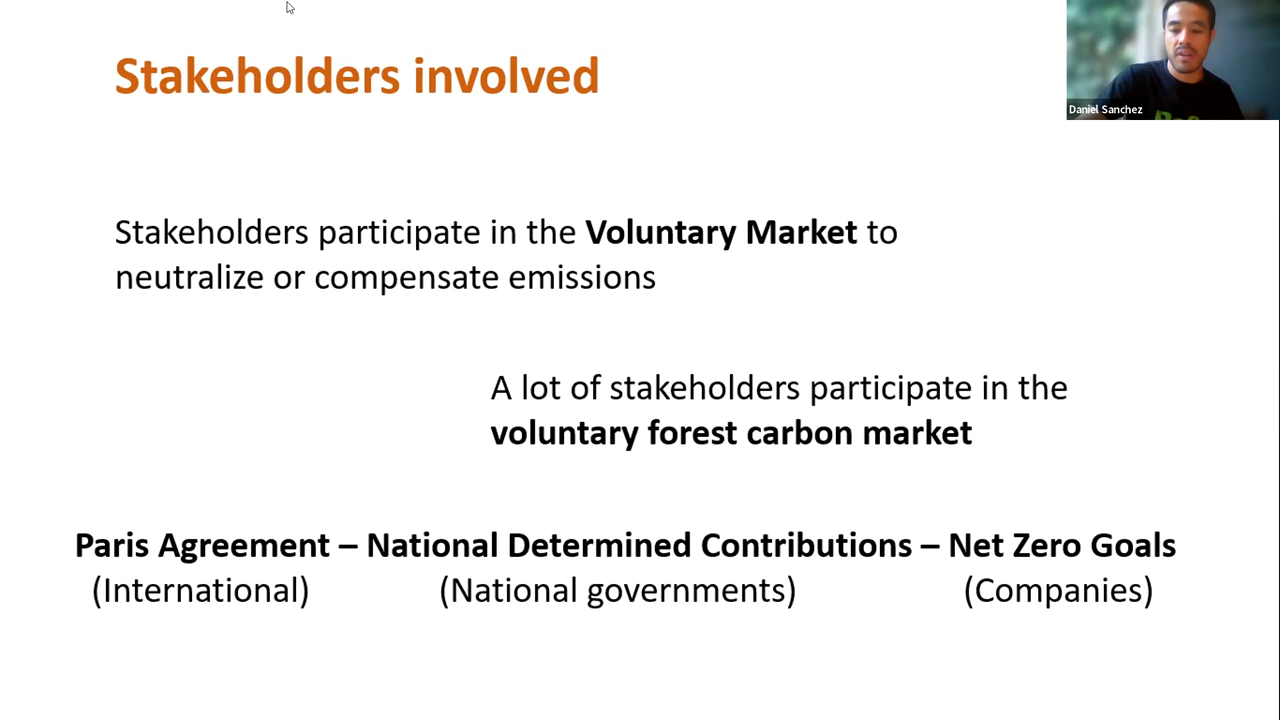 Stakeholders involved
Daniel Sanchez
Stakeholders participate in the Voluntary Market to
neutralize or compensate emissions
A lot of stakeholders participate in the
voluntary forest carbon market
Paris Agreement – National Determined Contributions – Net Zero Goals
(International) (National governments) (Companies)